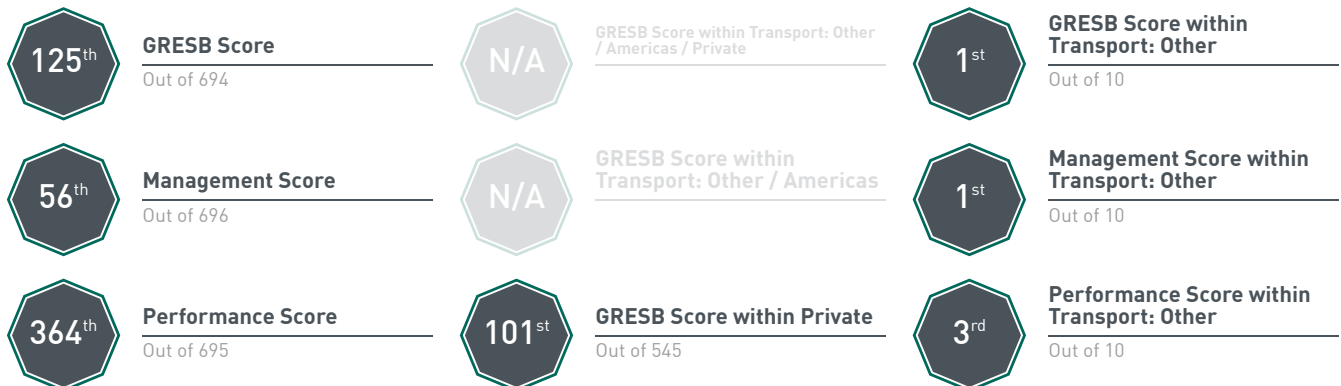 125th
GRESB Score
Out of 694
N/A
GRESB Score within Transport: Other
/ Americas / Private
1st
GRESB Score within
Transport: Other
Out of 10
56th
Management Score
Out of 696
N/A
GRESB Score within
Transport: Other / Americas
1st
Management Score within
Transport: Other
Out of 10
364th
Performance Score
Out of 695
101st
GRESB Score within Private
Out of 545
3rd
Performance Score within
Transport: Other
Out of 10